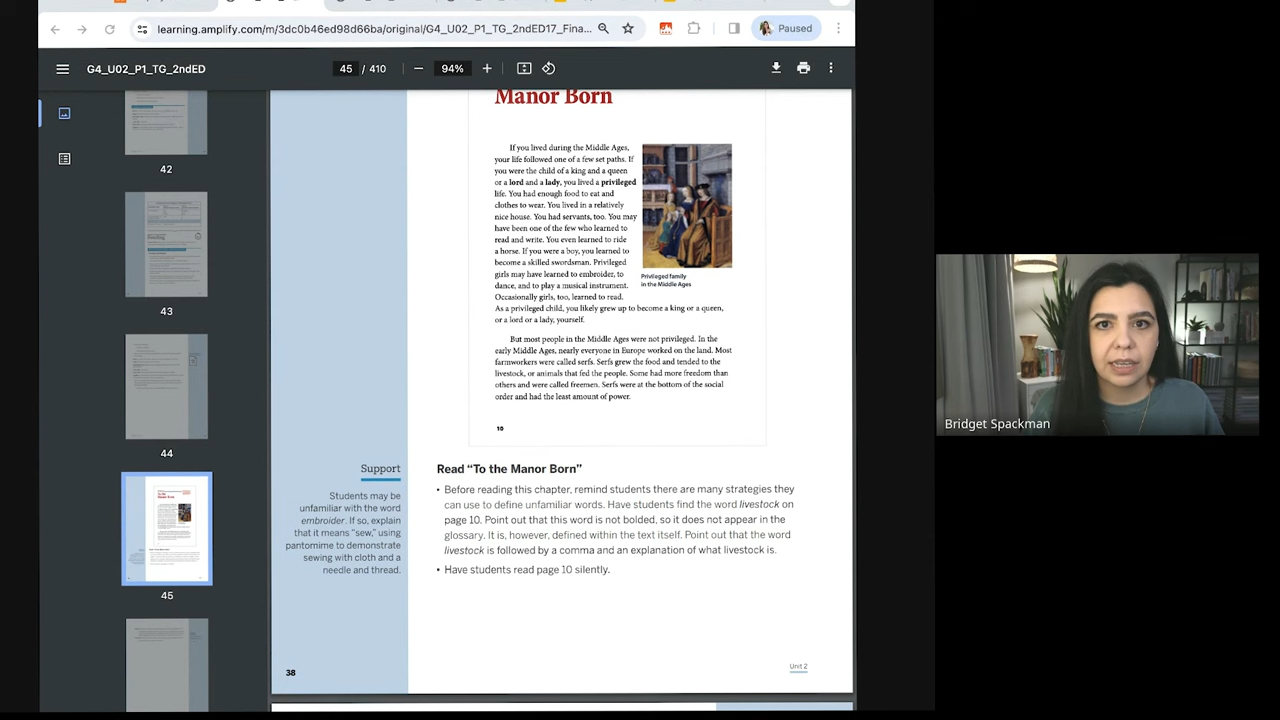 learning.amplify.com/m/3dc0b46ed98d66ba/original/G4_U02_P1_TG_2ndED17_Fina...
Paused
G4_U02_P1_TG_2ndED
45 / 410
94%
42
43
44
45
Manor Born
If you lived during the Middle Ages,
your life followed one of a few set paths. If
you were the child of a king and a queen
or a lord and a lady, you lived a privileged
life. You had enough food to eat and
clothes to wear. You lived in a relatively
nice house. You had servants, too. You may
have been one of the few who learned to
read and write. You even learned to ride
a horse. If you were a boy, you learned to
become a skilled swordsman. Privileged
girls may have learned to embroider, to
dance, and to play a musical instrument.
Occasionally girls, too, learned to read.
As a privileged child, you likely grew up to become a king or a queen,
or a lord or a lady, yourself.
Privileged family
in the Middle Ages
But most people in the Middle Ages were not privileged. In the
early Middle Ages, nearly everyone in Europe worked on the land. Most
farmworkers were called serfs. Serfs grew the food and tended to the
livestock, or animals that fed the people. Some had more freedom than
others and were called freemen. Serfs were at the bottom of the social
order and had the least amount of power.
10
Support
Students may be
unfamiliar with the word
embroider. If so, explain
that it means “sew,” using
pantomime to demonstrate
sewing with cloth and a
needle and thread.
Read “To the Manor Born”
• Before reading this chapter, remind students there are many strategies they
can use to define unfamiliar words. Have students find the word livestock on
page 10. Point out that this word is not bolded, so it does not appear in the
glossary. It is, however, defined within the text itself. Point out that the word
livestock is followed by a comma and an explanation of what livestock is.
• Have students read page 10 silently.
38
Unit 2
Bridget Spackman